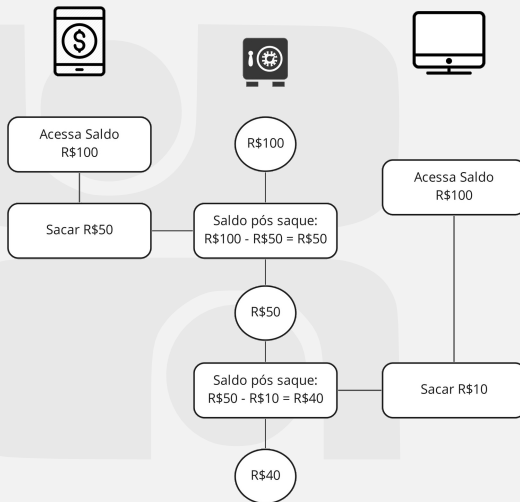 Acessa Saldo
R$100
R$100
Acessa Saldo
R$100
Sacar R$50
Saldo pós saque:
R$100 - R$50 = R$50
R$50
Saldo pós saque:
R$50 - R$10 = R$40
Sacar R$10
R$40